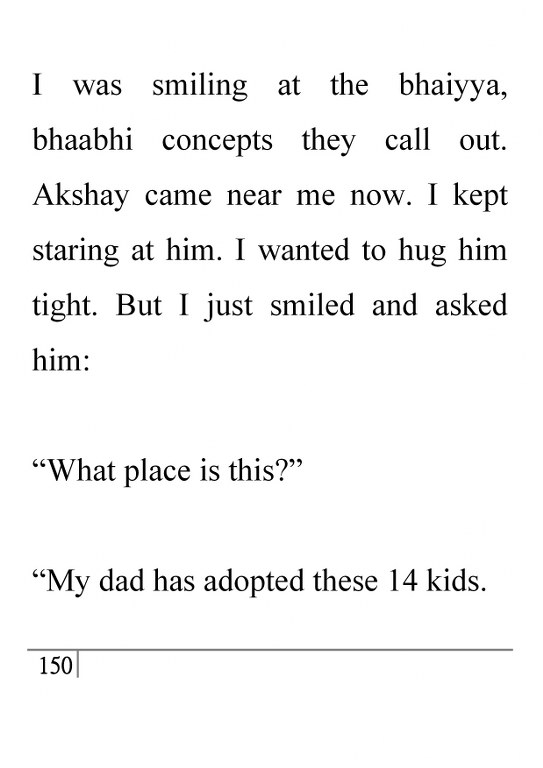 I was smiling at the bhaiyya,
bhaabhi concepts they call out.
Akshay came near me now. I kept
staring at him. I wanted to hug him
tight. But I just smiled and asked
him:
“What place is this?”
“My dad has adopted these 14 kids.
150